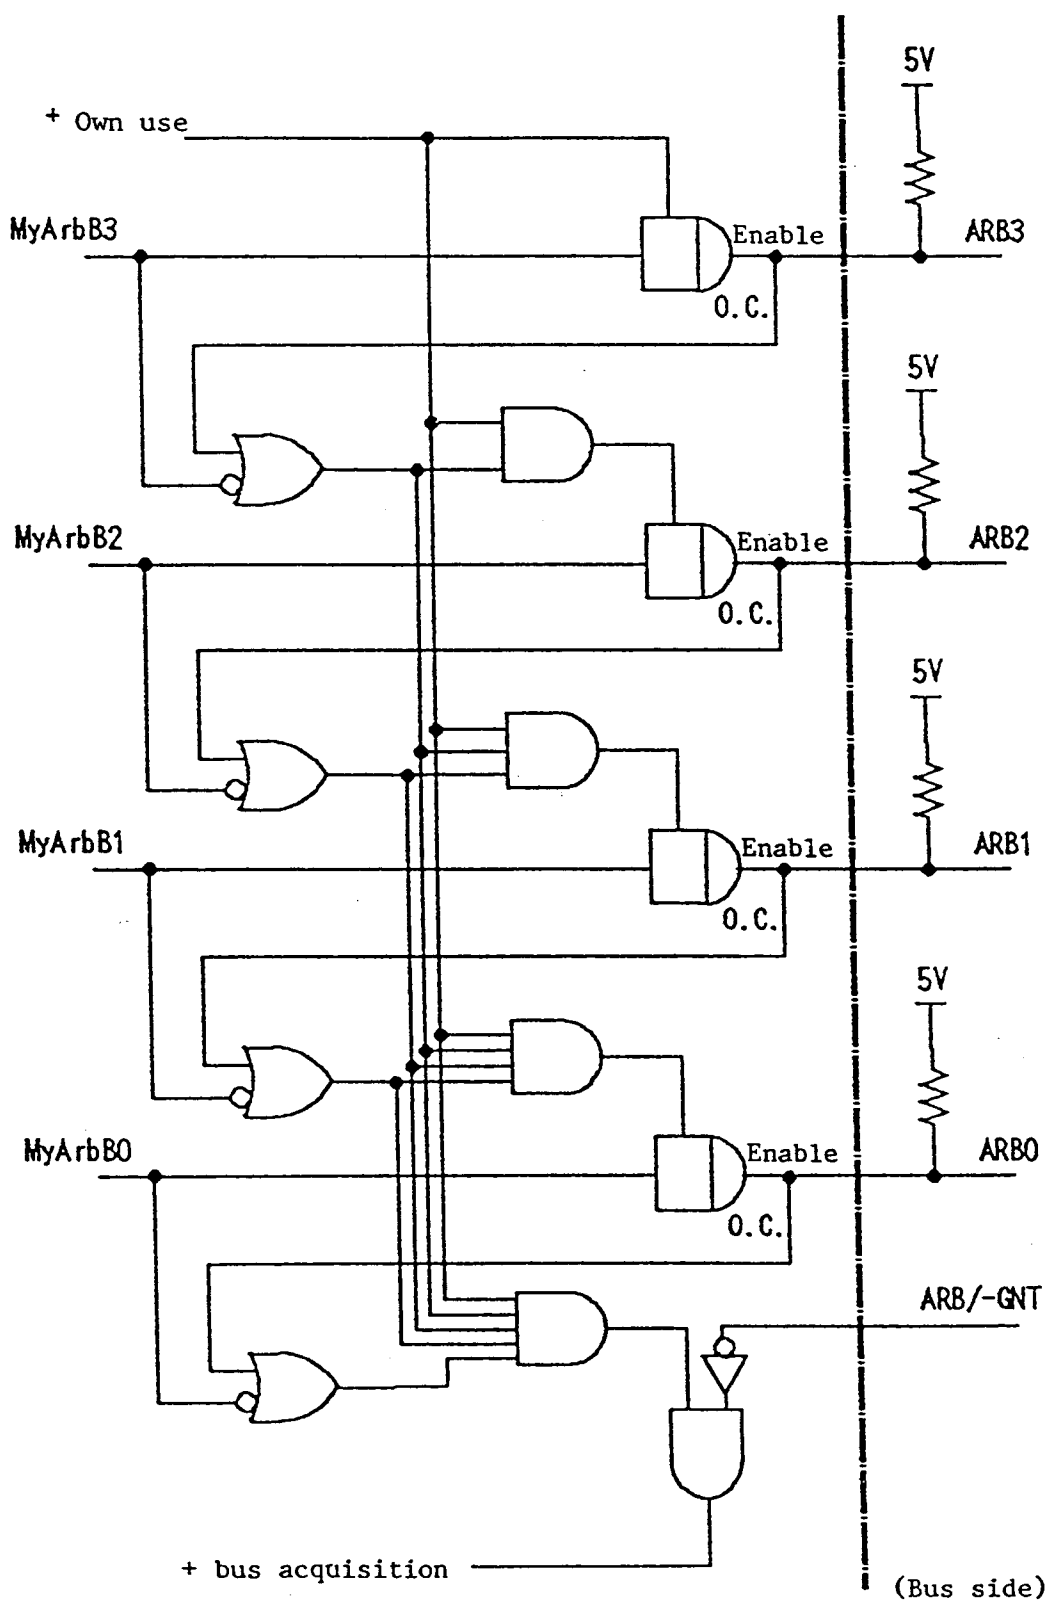 5V
+ Own use
MyArbB3
Enable
ARB3
O.C.
5V
MyArbB2
Enable
ARB2
O.C.
5V
MyArbB1
Enable
ARB1
O.C.
5V
MyArbB0
Enable
ARB0
O.C.
ARB/-GNT
+ bus acquisition
(Bus side)